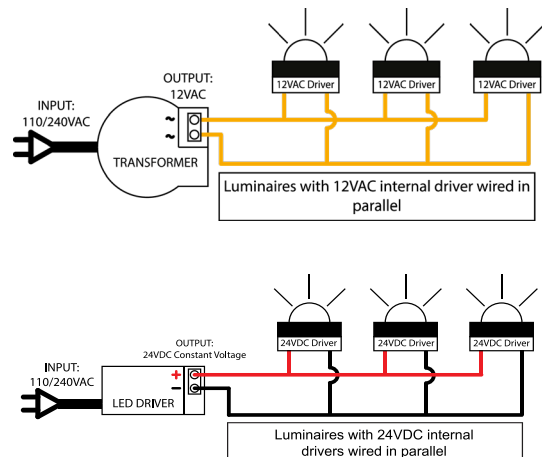 OUTPUT:
12VAC
12VAC Driver
12VAC Driver
12VAC Driver
INPUT:
110/240VAC
~
~
TRANSFORMER
Luminaires with 12VAC internal driver wired in
parallel
24VDC Driver
24VDC Driver
24VDC Driver
OUTPUT:
24VDC Constant Voltage
INPUT:
110/240VAC
+
−
LED DRIVER
Luminaires with 24VDC internal
drivers wired in parallel